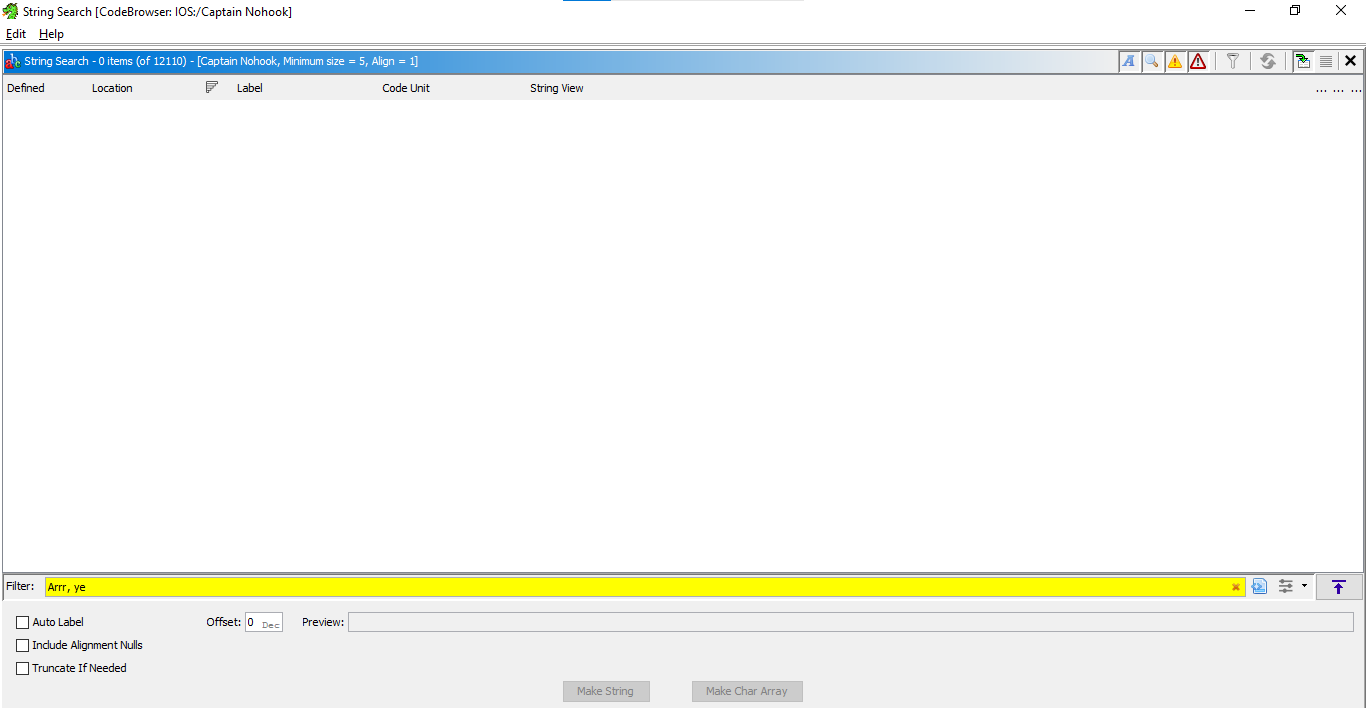 String Search [CodeBrowser: IOS:/Captain Nohook]
Edit Help
String Search - 0 items (of 12110) - [Captain Nohook, Minimum size = 5, Align = 1]
Defined Location Label Code Unit String View ... ... ...
Filter: Arrr, ye
Auto Label Offset: 0 Dec Preview:
Include Alignment Nulls
Truncate If Needed
Make String Make Char Array